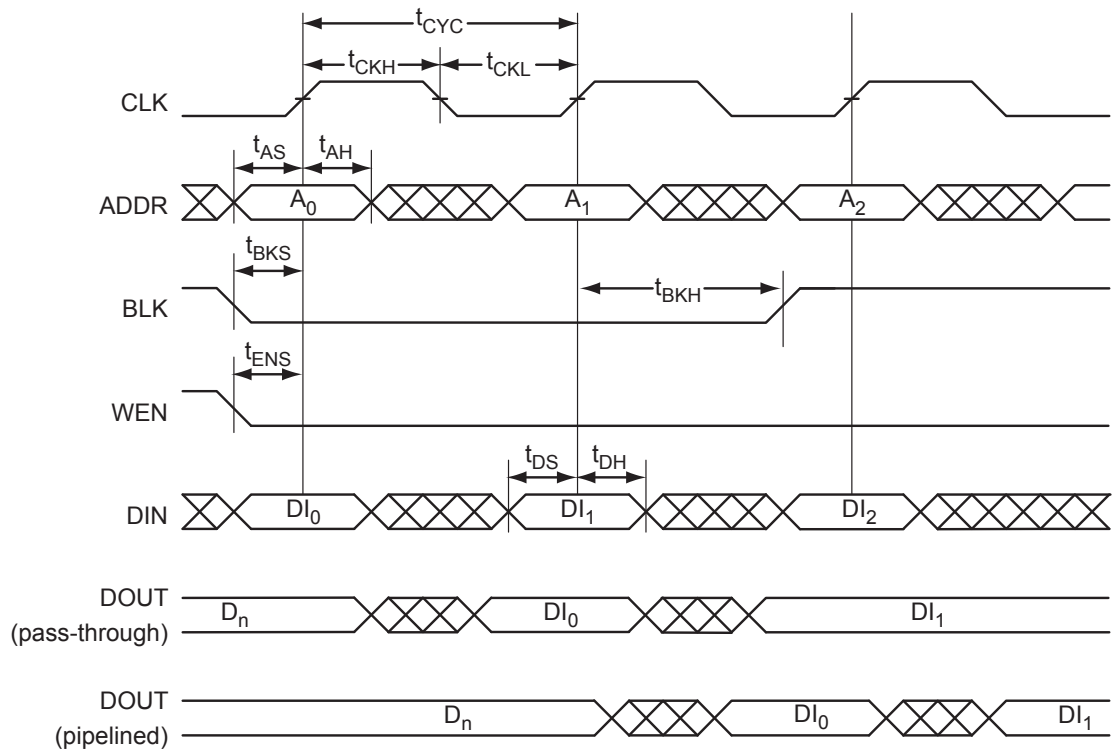 tCYC
tCKH tCKL
CLK
tAS tAH
ADDR A0 A1 A2
tBKS
tBKH
BLK
tENS
WEN
tDS tDH
DIN DI0 DI1 DI2
DOUT
(pass-through) Dn DI0 DI1
DOUT
(pipelined) Dn DI0 DI1